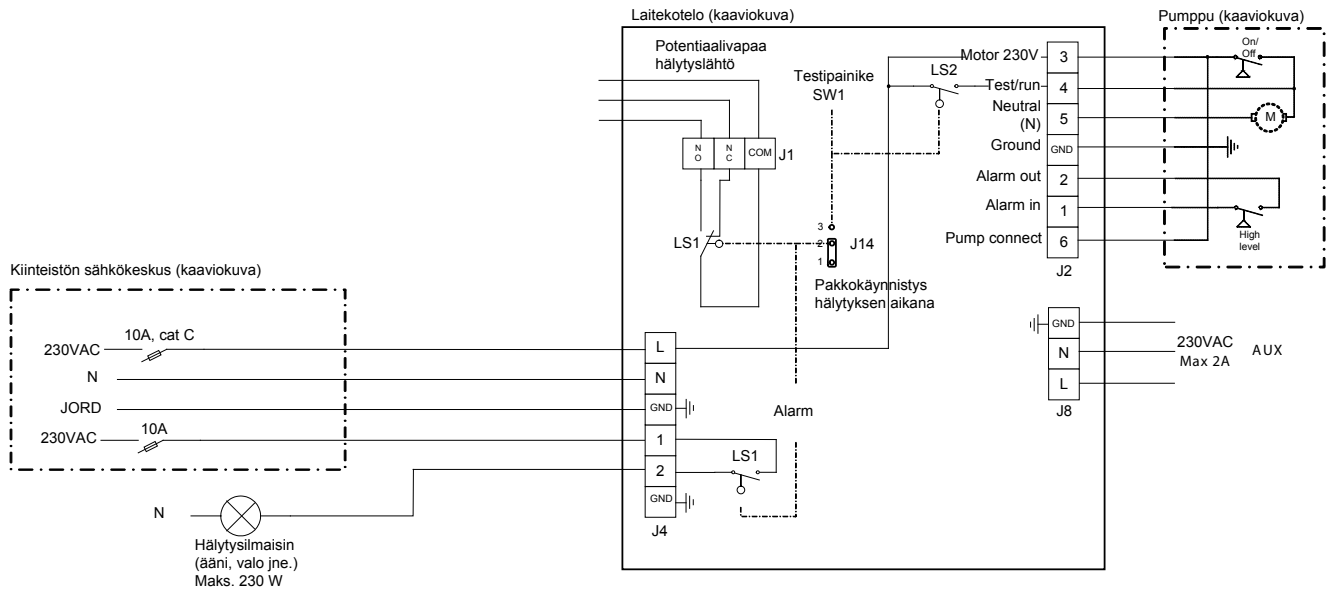 Laitekotelo (kaaviokuva)
Pumppu (kaaviokuva)
Potentiaalivapaa
hälytyslähtö
Testipainike
SW1
LS2
Motor 230V
3
Test/run
4
Neutral
(N)
5
Ground
GND
Alarm out
2
Alarm in
1
Pump connect
6
J2
On/
Off
M
High
level
NO
NC
COM
J1
LS1
3
2
1
J14
Pakkokäynnistys
hälytyksen aikana
Kiinteistön sähkökeskus (kaaviokuva)
230VAC
10A, cat C
N
JORD
230VAC
10A
L
N
GND
1
2
GND
J4
LS1
Alarm
GND
N
L
J8
230VAC
Max 2A
AUX
N
Hälytysilmaisin
(ääni, valo jne.)
Maks. 230 W